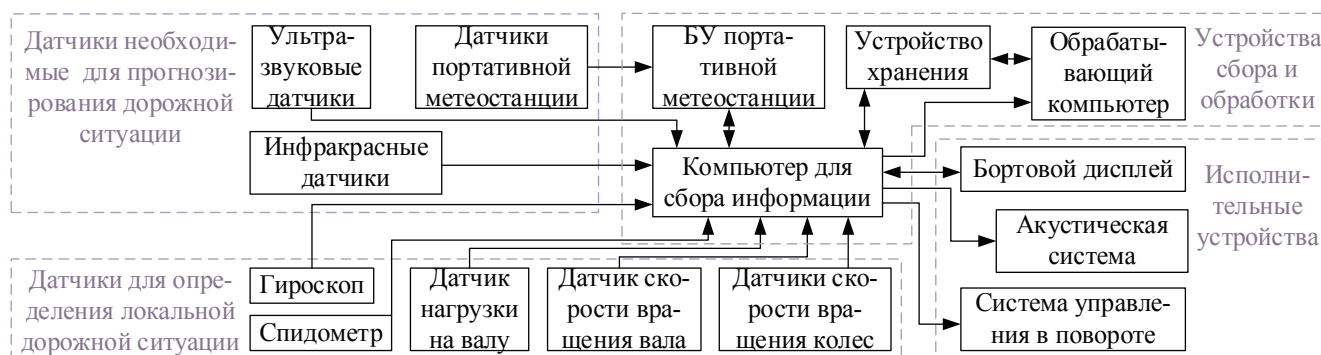 Датчики необходи-
мые для прогнози-
рования дорожной
ситуации
Ультра-
звуковые
датчики
Датчики
портативной
метеостанции
БУ порта-
тивной
метеостанции
Устройство
хранения
Обрабаты-
вающий
компьютер
Устройства
сбора и
обработки
Инфракрасные
датчики
Компьютер для
сбора информации
Бортовой дисплей
Исполни-
тельные
устройства
Акустическая
система
Датчики для опре-
деления локальной
дорожной ситуации
Гироскоп
Спидометр
Датчик
нагрузки
на валу
Датчик ско-
рости вра-
щения вала
Датчики ско-
рости вра-
щения колес
Система управле-
ния в повороте